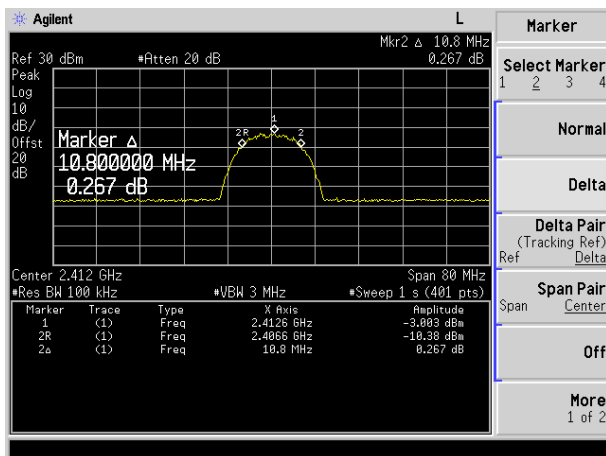 Agilent L
Mkr2 Δ 10.8 MHz
Ref 30 dBm #Atten 20 dB 0.267 dB
Peak
Log
10
dB/
Offst
20
dB
1
2R 2
Marker Δ
10.800000 MHz
0.267 dB
Center 2.412 GHz Span 80 MHz
#Res BW 100 kHz #VBW 3 MHz #Sweep 1 s (401 pts)
Marker Trace Type X Axis Amplitude
1 (1) Freq 2.4126 GHz -3.003 dBm
2R (1) Freq 2.4066 GHz -10.38 dBm
2Δ (1) Freq 10.8 MHz 0.267 dB
Marker
Select Marker
1 2 3 4
Normal
Delta
Delta Pair
(Tracking Ref)
Ref Delta
Span Pair
Span Center
Off
More
1 of 2